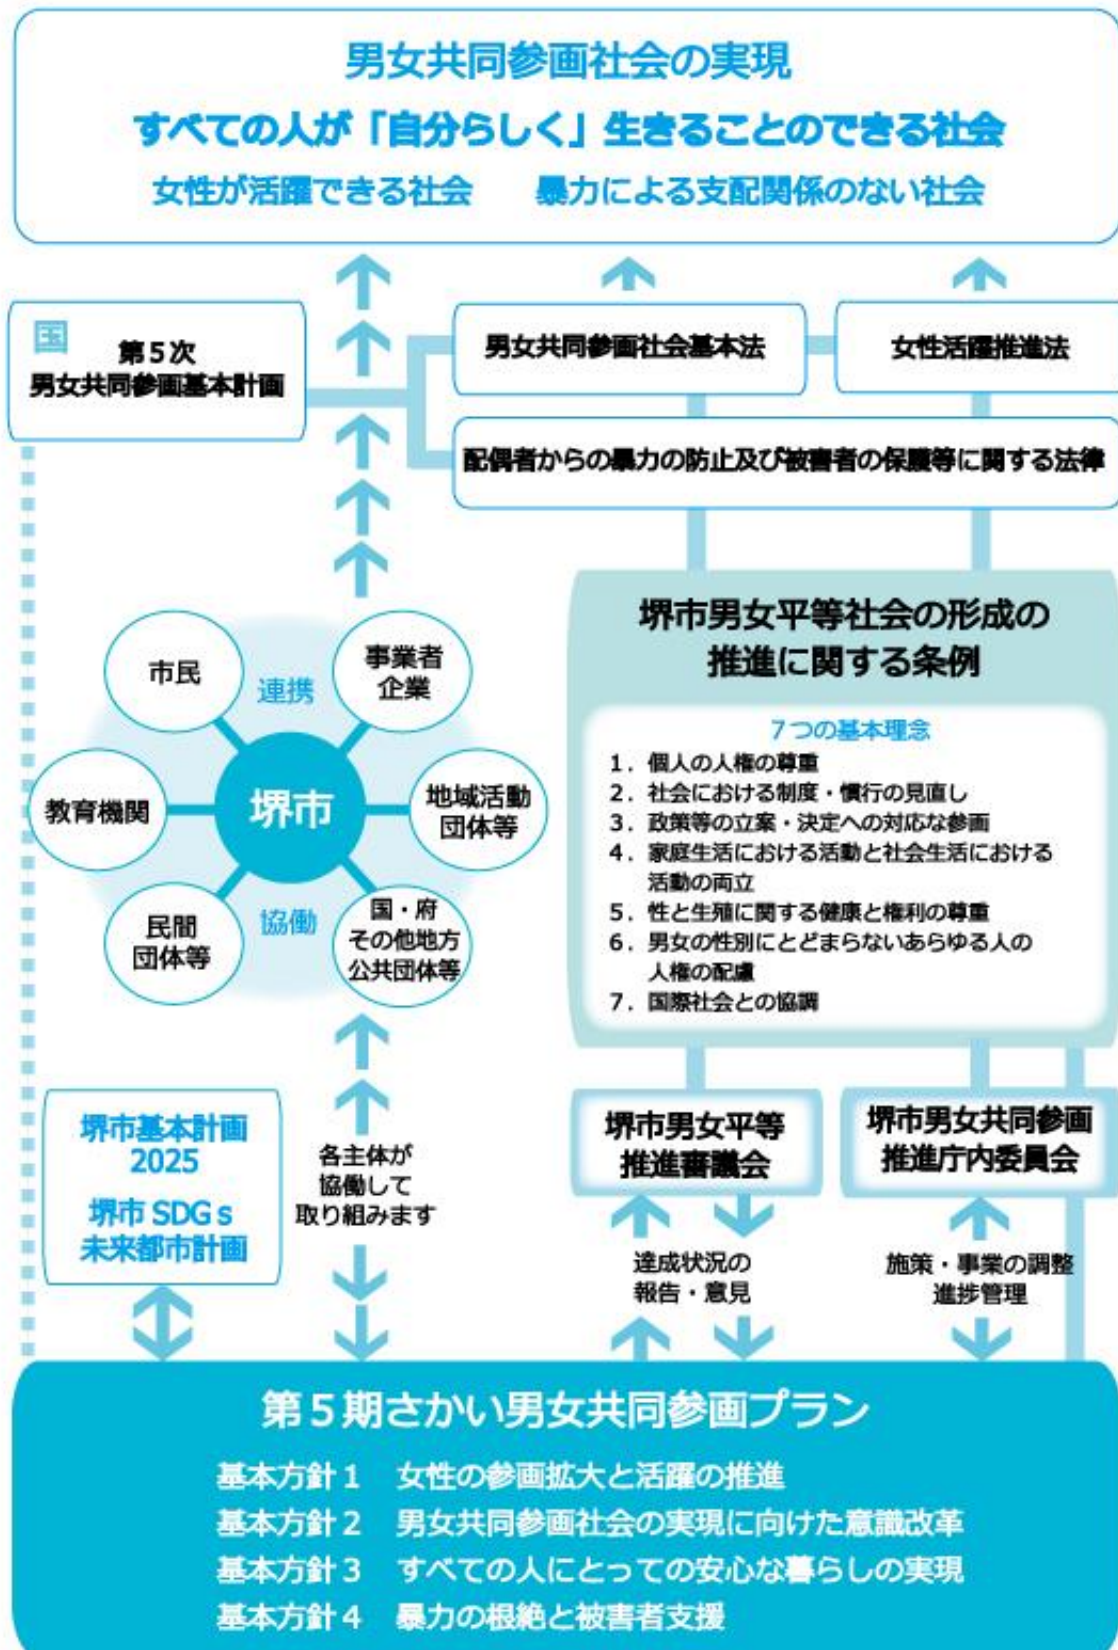 男女共同参画社会の実現
すべての人が「自分らしく」生きることのできる社会
女性が活躍できる社会　暴力による支配関係のない社会
国
第５次
男女共同参画基本計画
男女共同参画社会基本法
女性活躍推進法
配偶者からの暴力の防止及び被害者の保護等に関する法律
市民
連携
事業者
企業
教育機関
堺市
地域活動
団体等
民間
団体等
協働
国・府
その他地方
公共団体等
堺市男女平等社会の形成の
推進に関する条例
７つの基本理念
1．個人の人権の尊重
2．社会における制度・慣行の見直し
3．政策等の立案・決定への対応な参画
4．家庭生活における活動と社会生活における
活動の両立
5．性と生殖に関する健康と権利の尊重
6．男女の性別にとどまらないあらゆる人の
人権の配慮
7．国際社会との協調
堺市基本計画
2025
堺市 SDGｓ
未来都市計画
各主体が
協働して
取り組みます
堺市男女平等
推進審議会
堺市男女共同参画
推進庁内委員会
達成状況の
報告・意見
施策・事業の調整
進捗管理
第５期さかい男女共同参画プラン
基本方針１　女性の参画拡大と活躍の推進
基本方針２　男女共同参画社会の実現に向けた意識改革
基本方針３　すべての人にとっての安心な暮らしの実現
基本方針４　暴力の根絶と被害者支援